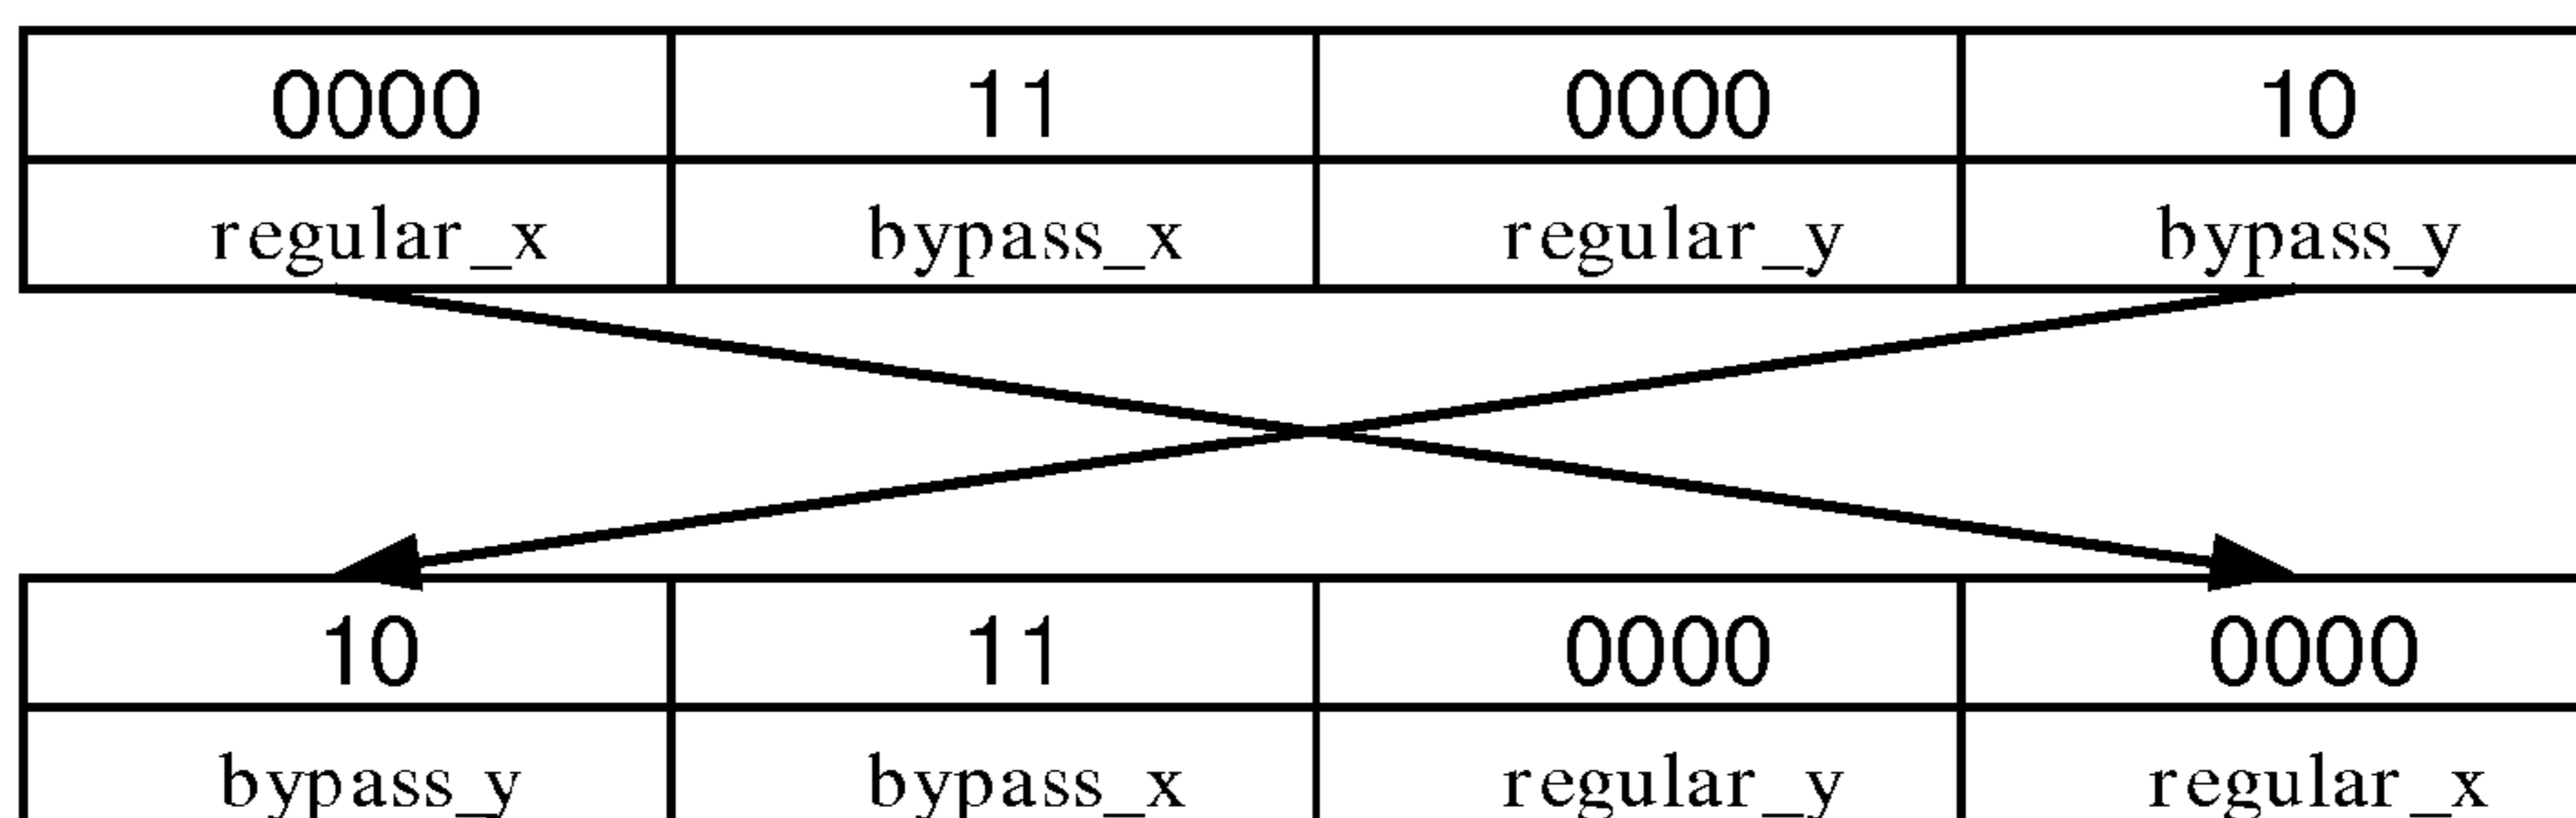 0000 11 0000 10
regular_x bypass_x regular_y bypass_y
10 11 0000 0000
bypass_y bypass_x regular_y regular_x